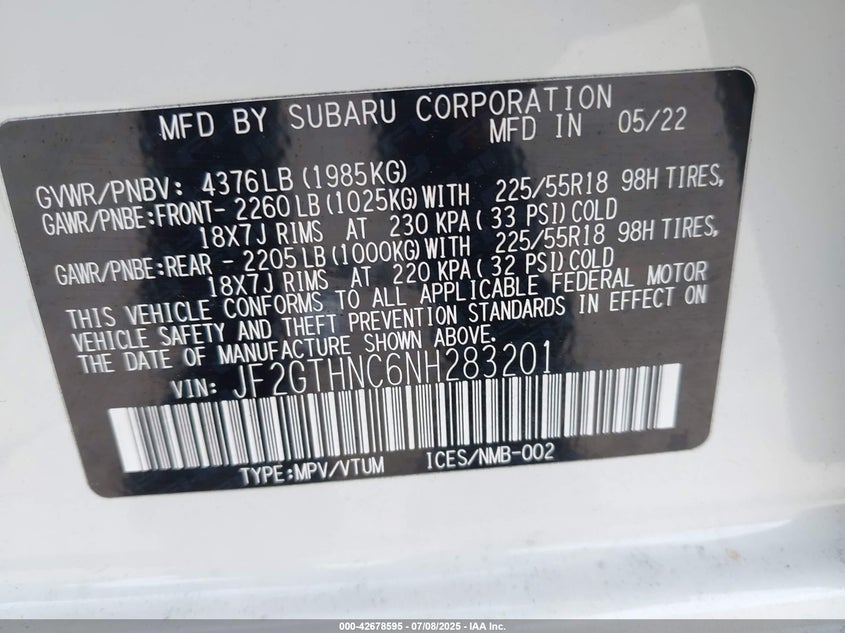 MFD BY SUBARU CORPORATION
MFD IN 05/22
GVWR/PNBV: 4376LB(1985KG)
GAWR/PNBE:FRONT- 2260LB(1025KG)WITH 225/55R18 98H TIRES,
18X7J RIMS AT 230 KPA( 33 PSI)COLD
GAWR/PNBE:REAR - 2205LB(1000KG)WITH 225/55R18 98H TIRES,
18X7J RIMS AT 220 KPA( 32 PSI)COLD
THIS VEHICLE CONFORMS TO ALL APPLICABLE FEDERAL MOTOR
VEHICLE SAFETY AND THEFT PREVENTION STANDARDS IN EFFECT ON
THE DATE OF MANUFACTURE SHOWN ABOVE.
VIN: JF2GTHNC6NH283201
TYPE:MPV/VTUM ICES/NMB-002
000-42678595 - 07/08/2025 - IAA Inc.